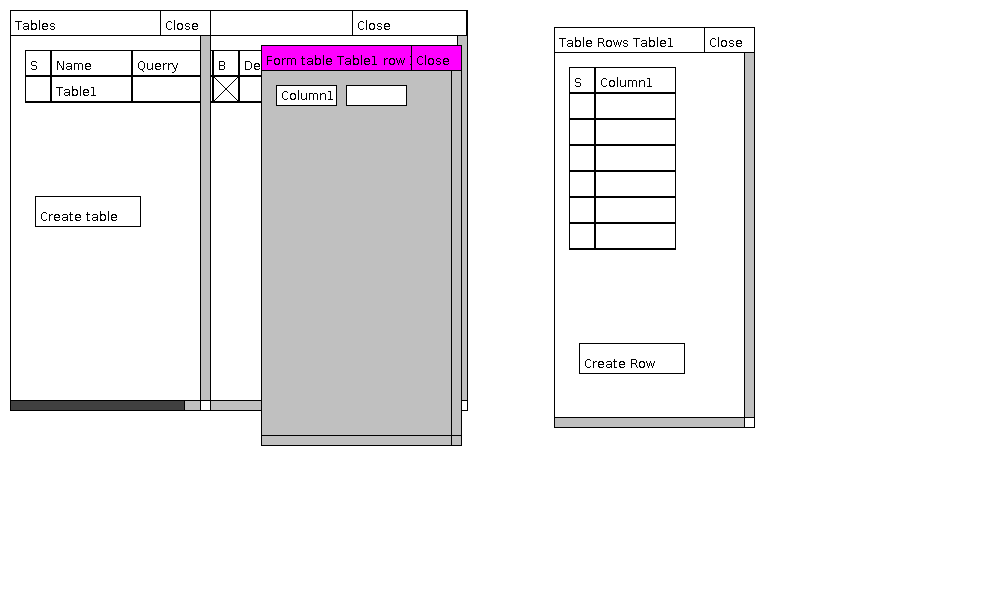 Tables Close Close
S Name Querry B De
Table1
Create table
Form table Table1 row Close
Column1
Table Rows Table1 Close
S Column1
Create Row